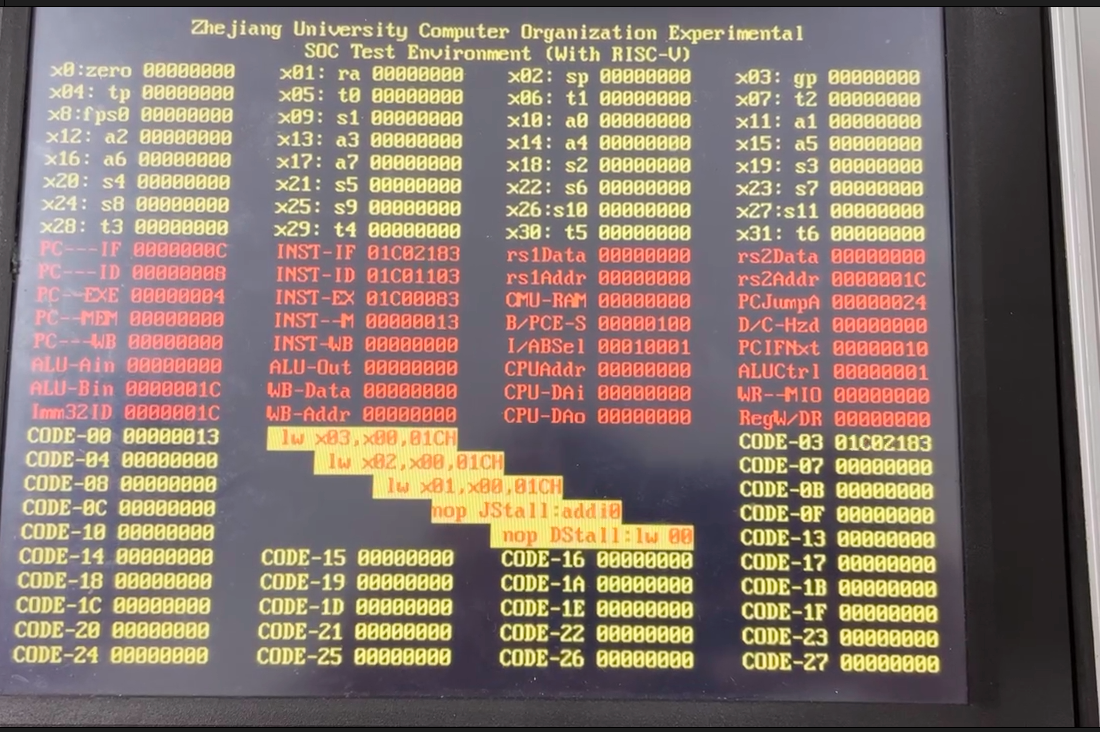 Zhejiang University Computer Organization Experimental
SOC Test Environment (With RISC-V)
x0:zero 00000000 x01: ra 00000000 x02: sp 00000000 x03: gp 00000000
x04: tp 00000000 x05: t0 00000000 x06: t1 00000000 x07: t2 00000000
x8:fps0 00000000 x09: s1 00000000 x10: a0 00000000 x11: a1 00000000
x12: a2 00000000 x13: a3 00000000 x14: a4 00000000 x15: a5 00000000
x16: a6 00000000 x17: a7 00000000 x18: s2 00000000 x19: s3 00000000
x20: s4 00000000 x21: s5 00000000 x22: s6 00000000 x23: s7 00000000
x24: s8 00000000 x25: s9 00000000 x26:s10 00000000 x27:s11 00000000
x28: t3 00000000 x29: t4 00000000 x30: t5 00000000 x31: t6 00000000
PC---IF 0000000C INST-IF 01C02183 rs1Data 00000000 rs2Data 00000000
PC---ID 00000008 INST-ID 01C01103 rs1Addr 00000000 rs2Addr 0000001C
PC--EXE 00000004 INST-EX 01C00083 CMU-RAM 00000000 PCJumpA 00000024
PC--MEM 00000000 INST--M 00000013 B/PCE-S 00000100 D/C-Hzd 00000000
PC---WB 00000000 INST-WB 00000000 I/ABSel 00010001 PCIFNxt 00000010
ALU-Ain 00000000 ALU-Out 00000000 CPUAddr 00000000 ALUCtrl 00000001
ALU-Bin 0000001C WB-Data 00000000 CPU-DAi 00000000 WR--MIO 00000000
Imm32ID 0000001C WB-Addr 00000000 CPU-DAo 00000000 RegW/DR 00000000
CODE-00 00000013 lw x03,x00,01CH CODE-03 01C02183
CODE-04 00000000 lw x02,x00,01CH CODE-07 00000000
CODE-08 00000000 lw x01,x00,01CH CODE-0B 00000000
CODE-0C 00000000 nop JStall:addi0 CODE-0F 00000000
CODE-10 00000000 nop DStall:lw 00 CODE-13 00000000
CODE-14 00000000 CODE-15 00000000 CODE-16 00000000 CODE-17 00000000
CODE-18 00000000 CODE-19 00000000 CODE-1A 00000000 CODE-1B 00000000
CODE-1C 00000000 CODE-1D 00000000 CODE-1E 00000000 CODE-1F 00000000
CODE-20 00000000 CODE-21 00000000 CODE-22 00000000 CODE-23 00000000
CODE-24 00000000 CODE-25 00000000 CODE-26 00000000 CODE-27 00000000